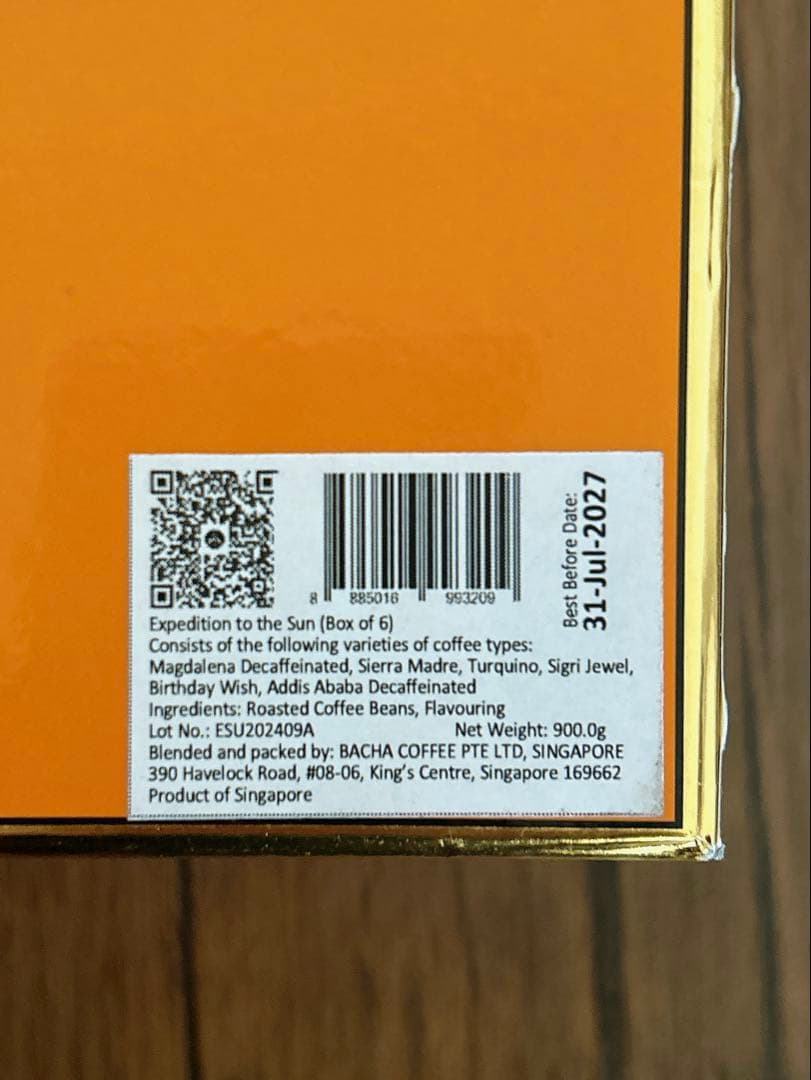 8 885016 993209
Best Before Date:
31-Jul-2027
Expedition to the Sun (Box of 6)
Consists of the following varieties of coffee types:
Magdalena Decaffeinated, Sierra Madre, Turquino, Sigri Jewel,
Birthday Wish, Addis Ababa Decaffeinated
Ingredients: Roasted Coffee Beans, Flavouring
Lot No.: ESU202409A Net Weight: 900.0g
Blended and packed by: BACHA COFFEE PTE LTD, SINGAPORE
390 Havelock Road, #08-06, King's Centre, Singapore 169662
Product of Singapore